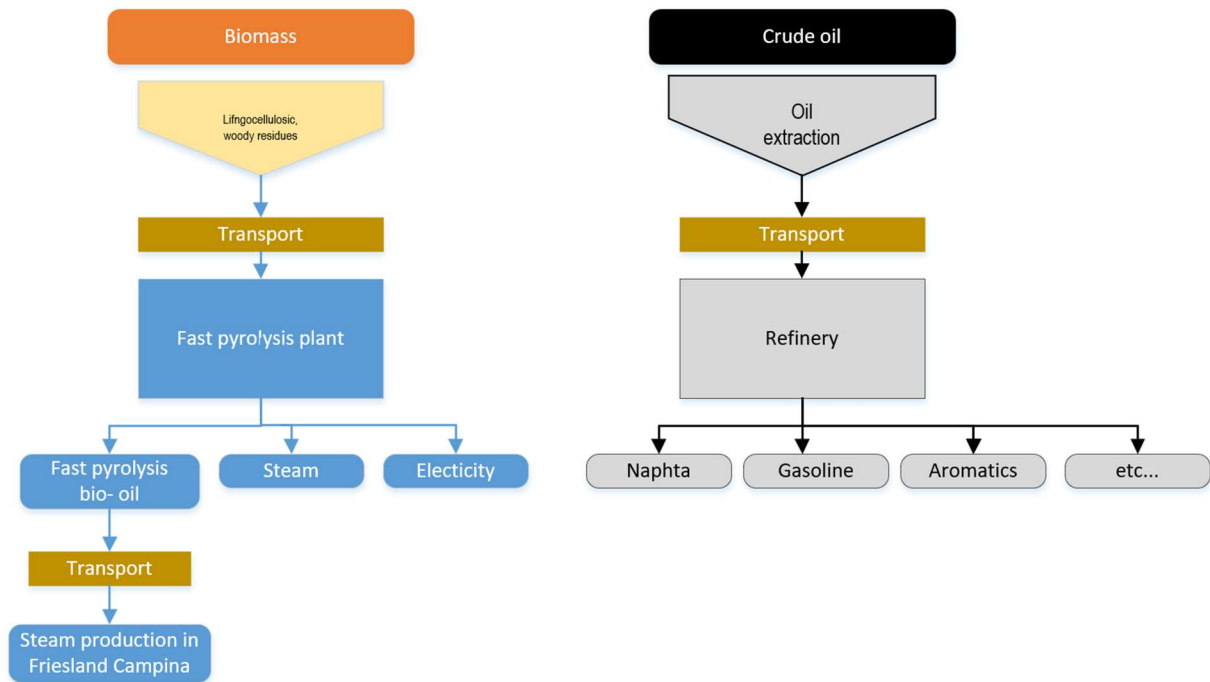 Biomass
Lifngocellulosic,
woody residues
Transport
Fast pyrolysis plant
Fast pyrolysis
bio- oil
Steam
Electicity
Transport
Steam production in
Friesland Campina
Crude oil
Oil
extraction
Transport
Refinery
Naphta
Gasoline
Aromatics
etc...